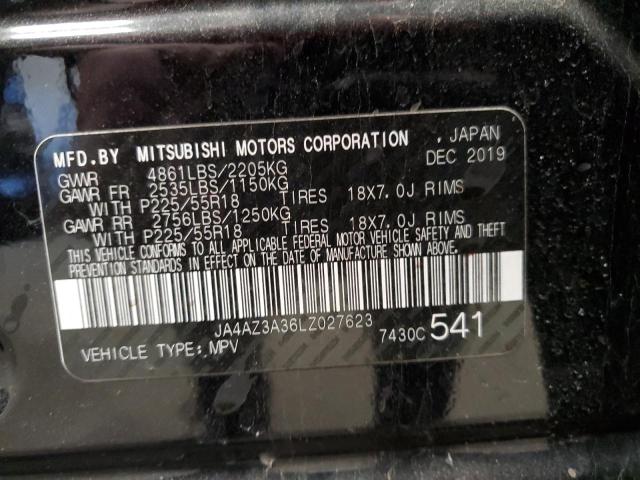 MFD.BY MITSUBISHI MOTORS CORPORATION , JAPAN
GVWR 4861LBS/2205KG DEC 2019
GAWR FR 2535LBS/1150KG
WITH P225/55R18 TIRES 18X7.0J RIMS
GAWR RR 2756LBS/1250KG
WITH P225/55R18 TIRES 18X7.0J RIMS
THIS VEHICLE CONFORMS TO ALL APPLICABLE FEDERAL MOTOR VEHICLE SAFETY AND THEFT
PREVENTION STANDARDS IN EFFECT ON THE DATE OF MANUFACTURE SHOWN ABOVE.
JA4AZ3A36LZ027623 7430C 541
VEHICLE TYPE: MPV